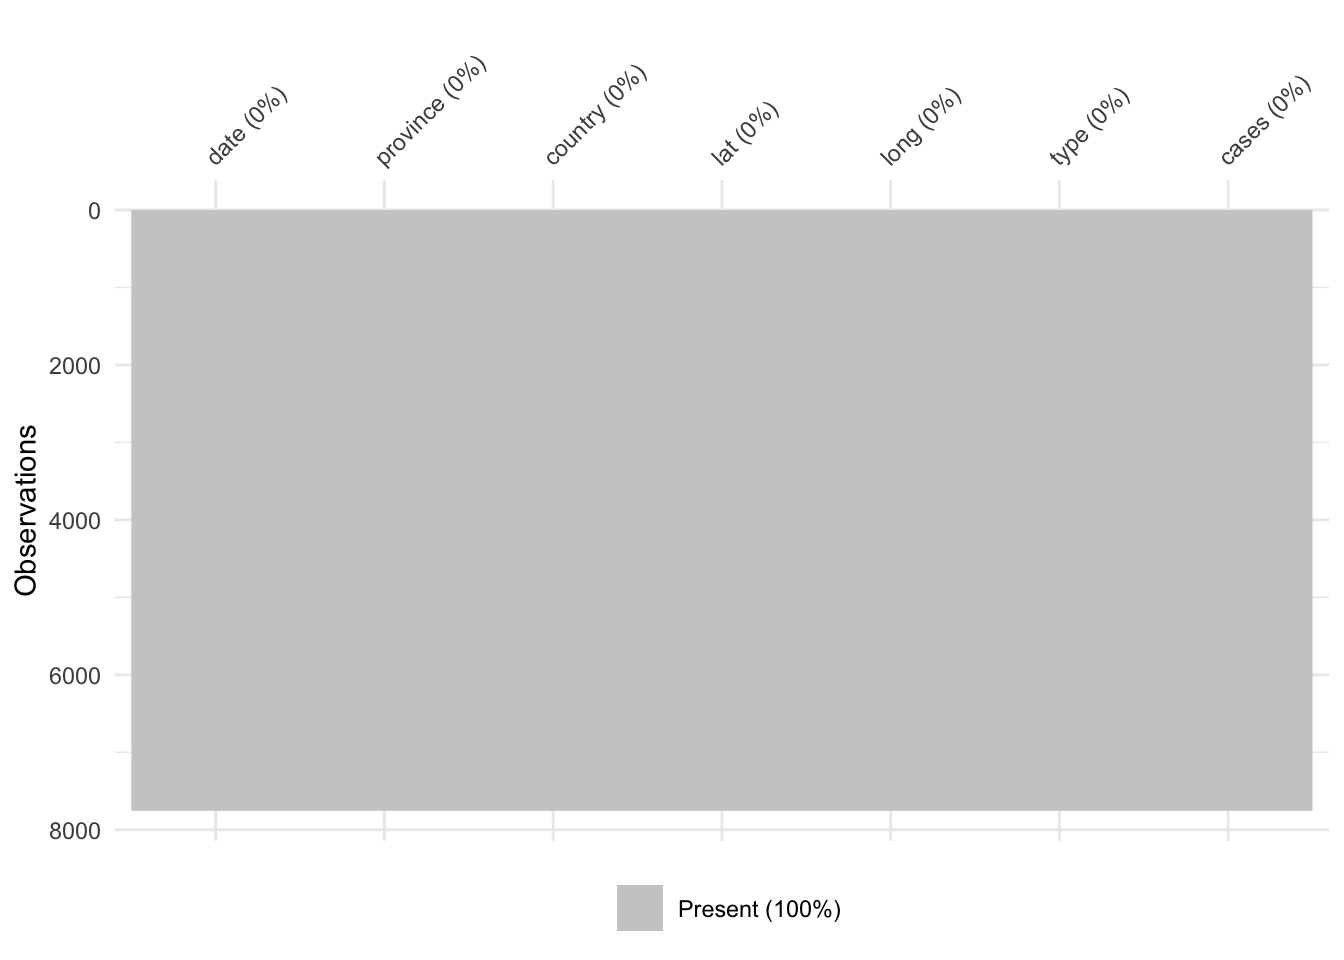 date (0%)
province (0%)
country (0%)
lat (0%)
long (0%)
type (0%)
cases (0%)
0
2000
4000
6000
8000
Observations
Present (100%)